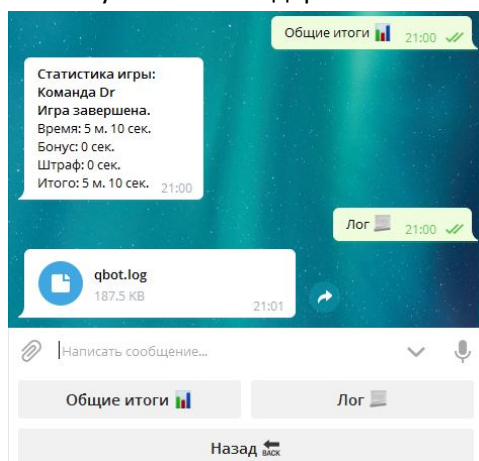 Общие итоги 📊 21:00
Статистика игры:
Команда Dr
Игра завершена.
Время: 5 м. 10 сек.
Бонус: 0 сек.
Штраф: 0 сек.
Итого: 5 м. 10 сек. 21:00
Лог 21:00
qbot.log
187.5 KB
21:01
Написать сообщение...
Общие итоги 📊 Лог
Назад BACK